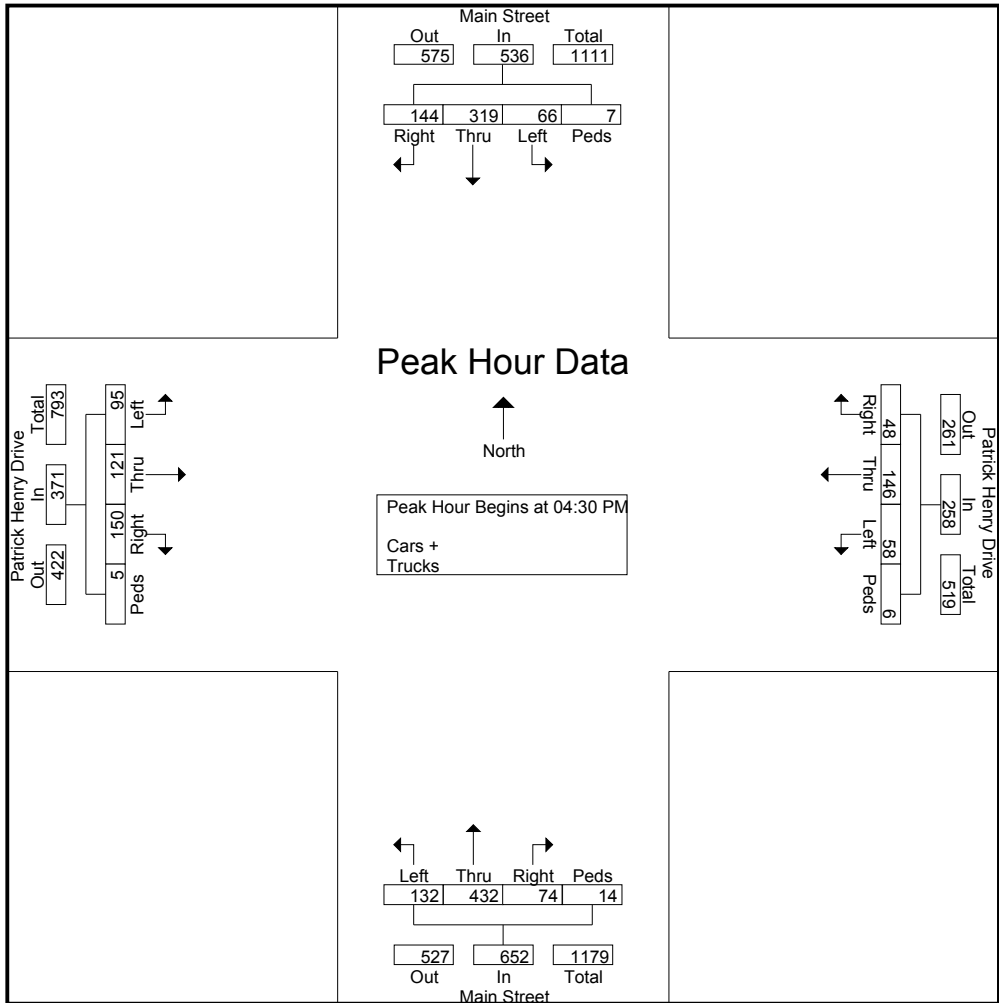 Main Street
Out In Total
575 536 1111
144 319 66 7
Right Thru Left Peds
Peak Hour Data
North
Peak Hour Begins at 04:30 PM
Cars +
Trucks
Patrick Henry Drive
Out In Total
422 371 793
5 150 121 95
Peds Right Thru Left
Patrick Henry Drive
Out In Total
261 258 519
48 146 58 6
Right Thru Left Peds
Left Thru Right Peds
132 432 74 14
527 652 1179
Out In Total
Main Street